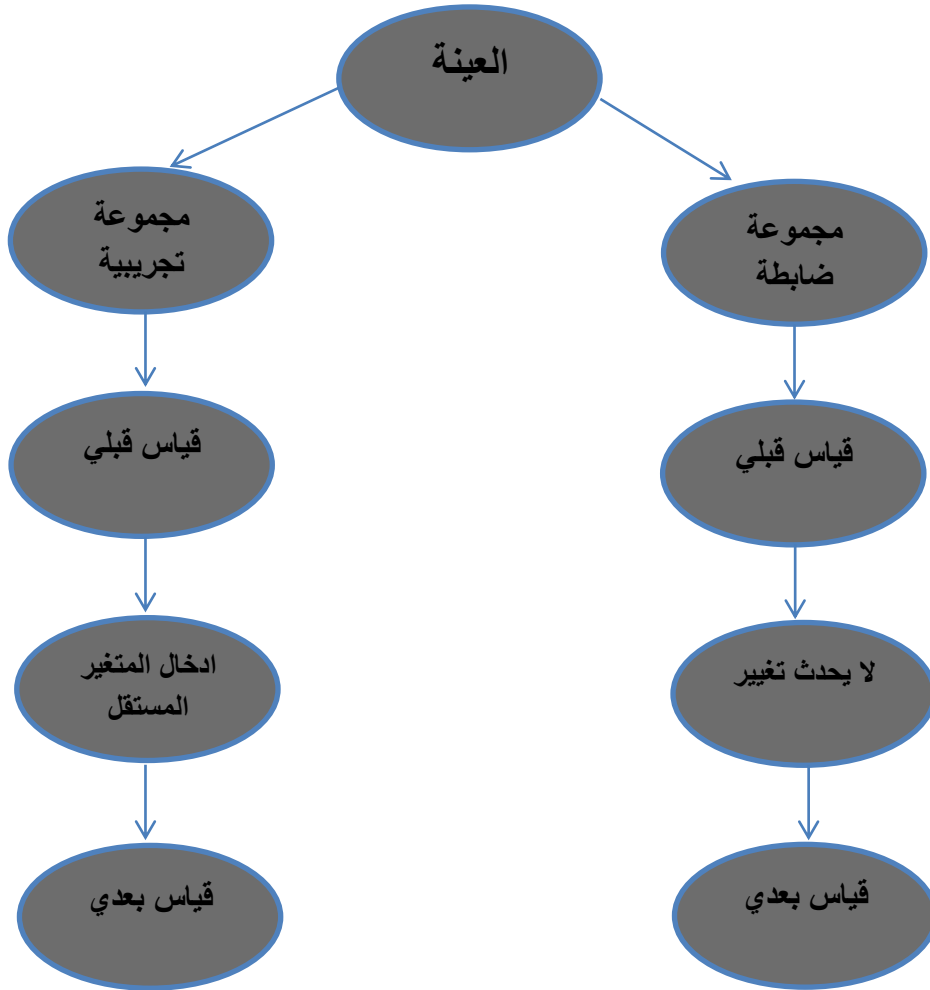 العينة
مجموعة
ضابطة
مجموعة
تجريبية
قياس قبلي
قياس قبلي
لا يحدث تغيير
ادخال المتغير
المستقل
قياس بعدي
قياس بعدي